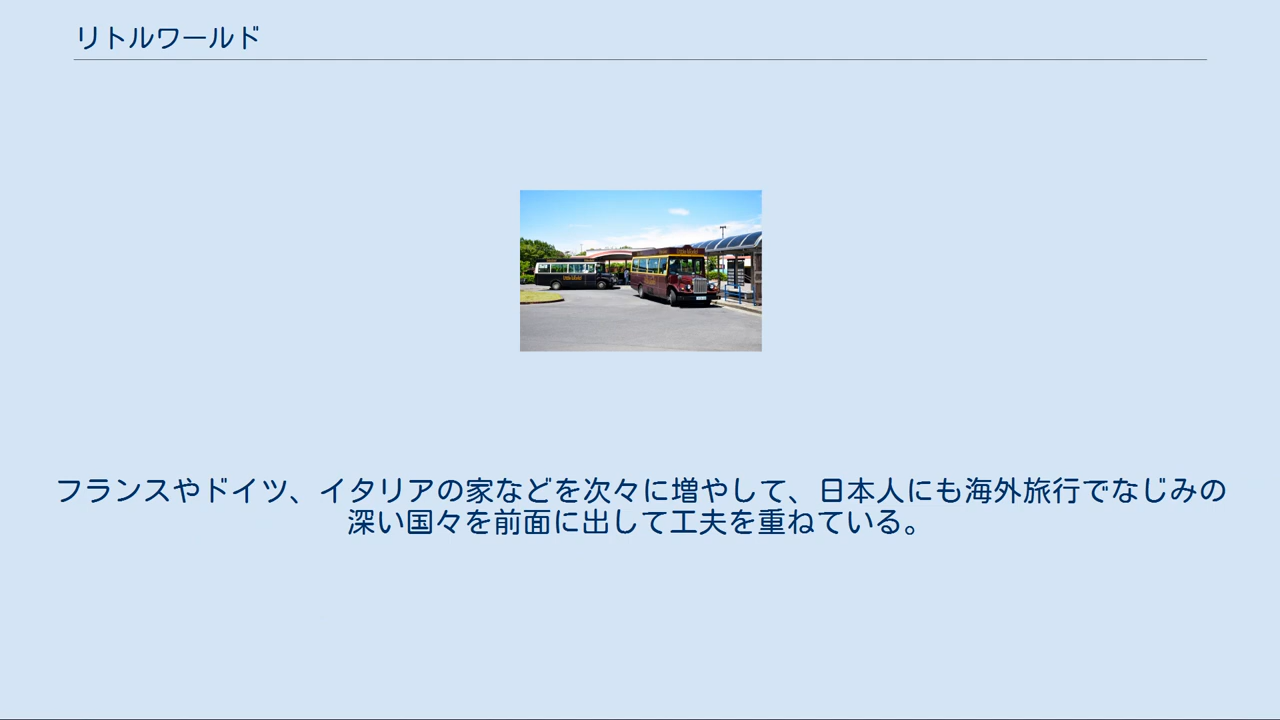 リトルワールド
フランスやドイツ、イタリアの家などを次々に増やして、日本人にも海外旅行でなじみの
深い国々を前面に出して工夫を重ねている。